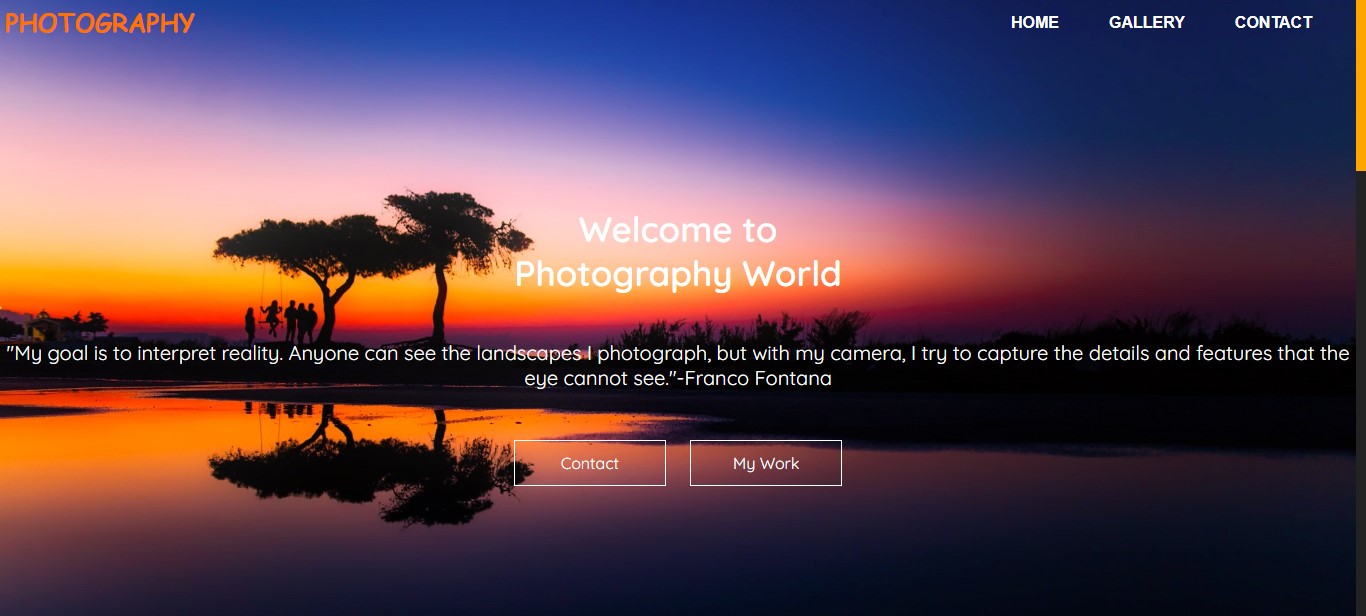 PHOTOGRAPHY
HOME GALLERY CONTACT
Welcome to
Photography World
"My goal is to interpret reality. Anyone can see the landscapes I photograph, but with my camera, I try to capture the details and features that the
eye cannot see."-Franco Fontana
Contact My Work